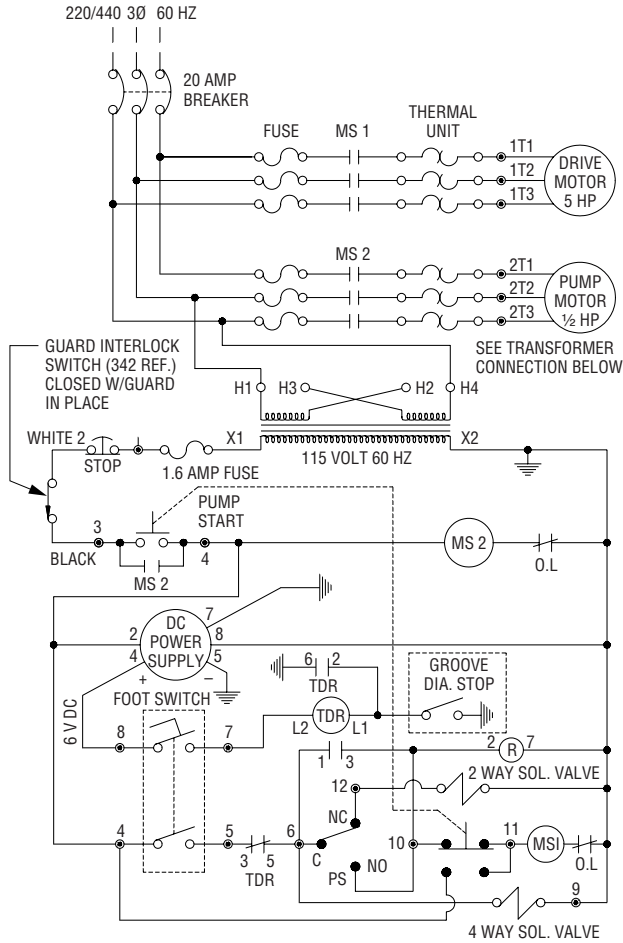 220/440 3Ø 60 HZ
20 AMP
BREAKER
FUSE
MS 1
THERMAL
UNIT
1T1
1T2
1T3
DRIVE
MOTOR
5 HP
MS 2
2T1
2T2
2T3
PUMP
MOTOR
½ HP
SEE TRANSFORMER
CONNECTION BELOW
GUARD INTERLOCK
SWITCH (342 REF.)
CLOSED W/GUARD
IN PLACE
H1
H3
H2
H4
WHITE 2
STOP
I
1.6 AMP FUSE
X1
X2
115 VOLT 60 HZ
PUMP
START
3
BLACK
4
MS 2
MS 2
O.L
DC
POWER
SUPPLY
2
4
7
8
5
+
–
6 V DC
FOOT SWITCH
6
2
TDR
GROOVE
DIA. STOP
8
7
L2
TDR
L1
1
3
2
R
7
2 WAY SOL. VALVE
12
NC
4
5
3
5
TDR
6
C
PS
NO
10
11
MSI
O.L
9
4 WAY SOL. VALVE